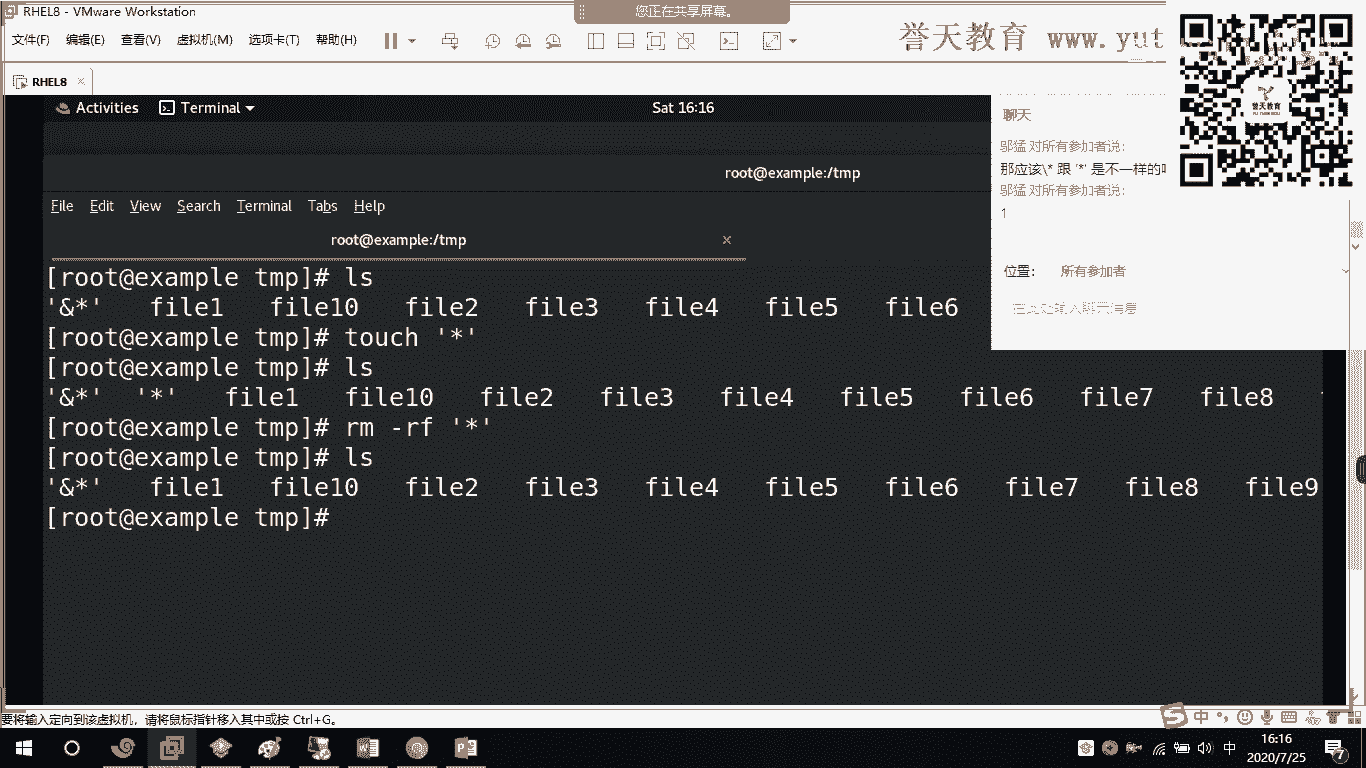 RHEL8 - VMware Workstation
您正在共享屏幕。
文件(F) 编辑(E) 查看(V) 虚拟机(M) 选项卡(T) 帮助(H)
誉天教育 www.yut
RHEL8 ×
Activities Terminal Sat 16:16
root@example:/tmp
File Edit View Search Terminal Tabs Help
root@example:/tmp ×
[root@example tmp]# ls
'&*' file1 file10 file2 file3 file4 file5 file6
[root@example tmp]# touch '*'
[root@example tmp]# ls
'&*' '*' file1 file10 file2 file3 file4 file5 file6 file7 file8
[root@example tmp]# rm -rf '*'
[root@example tmp]# ls
'&*' file1 file10 file2 file3 file4 file5 file6 file7 file8 file9
[root@example tmp]#
聊天
邬猛 对所有参加者说:
那应该\* 跟 '*' 是不一样的
邬猛 对所有参加者说:
1
位置: 所有参加者
在此处输入聊天消息
誉天教育
要将输入定向到该虚拟机，请将鼠标指针移入其中或按 Ctrl+G。
中
中
16:16
2020/7/25
7